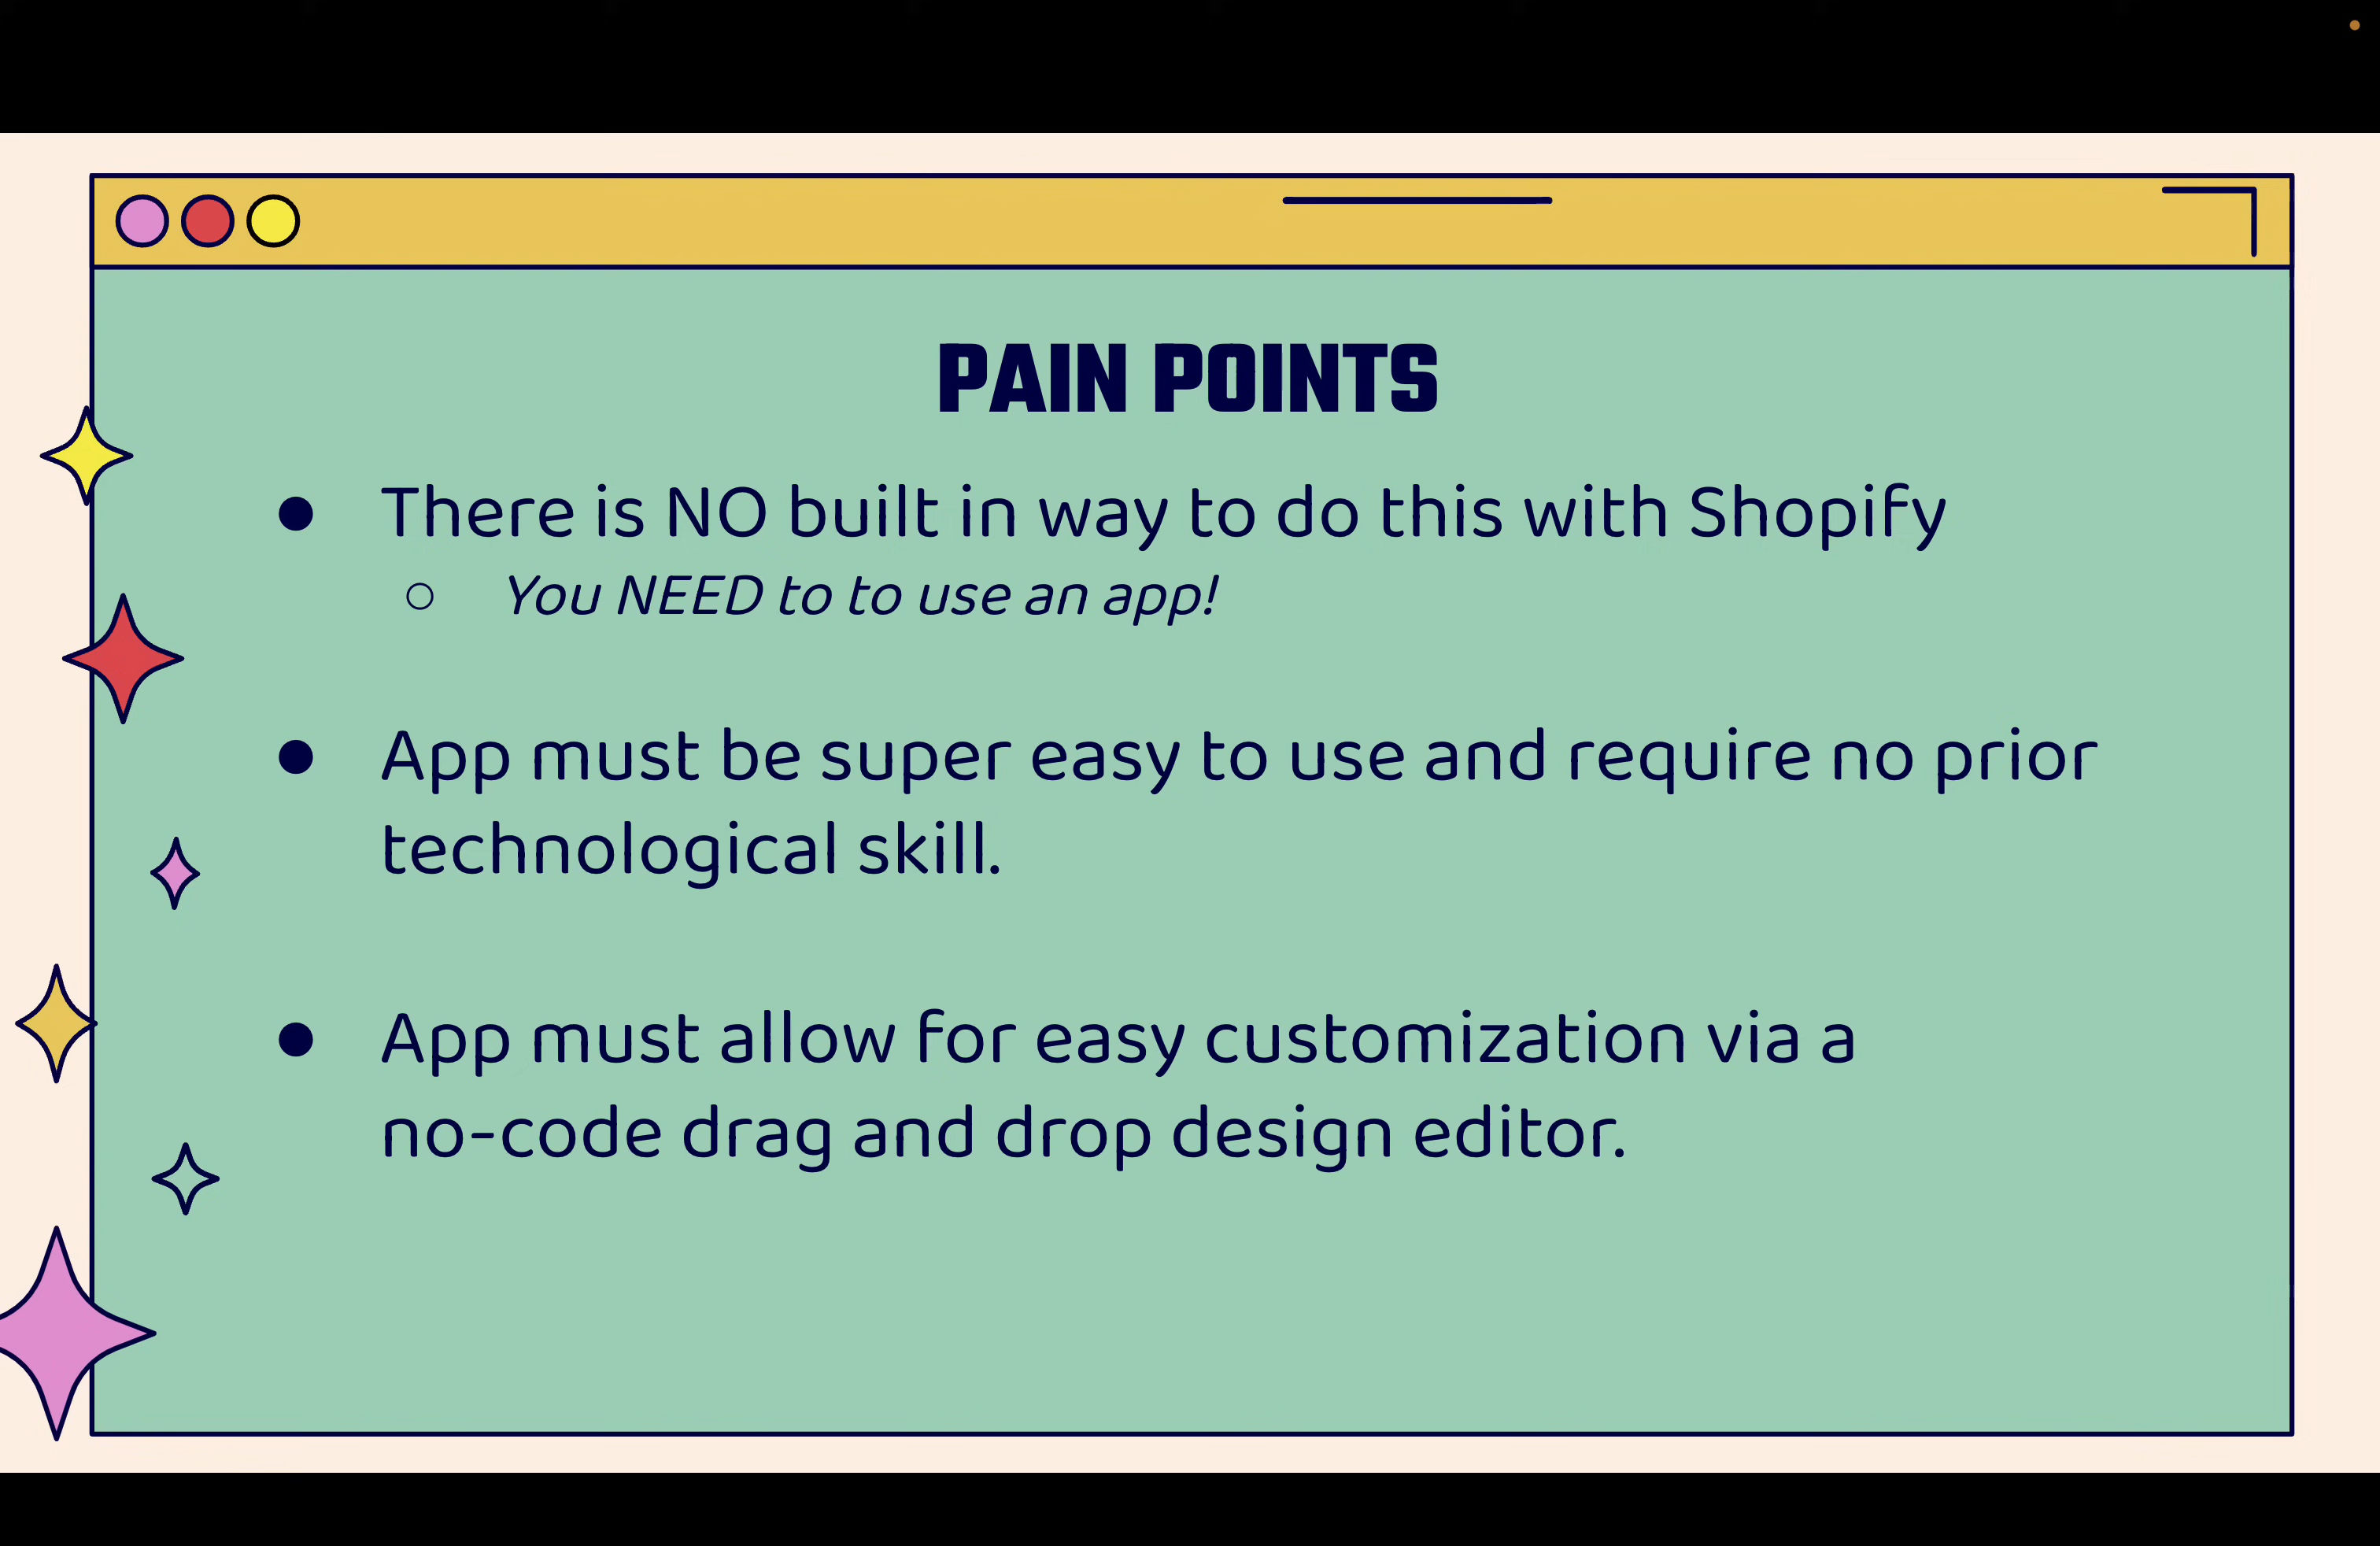 PAIN POINTS
● There is NO built in way to do this with Shopify
○ You NEED to to use an app!
● App must be super easy to use and require no prior
technological skill.
● App must allow for easy customization via a
no-code drag and drop design editor.